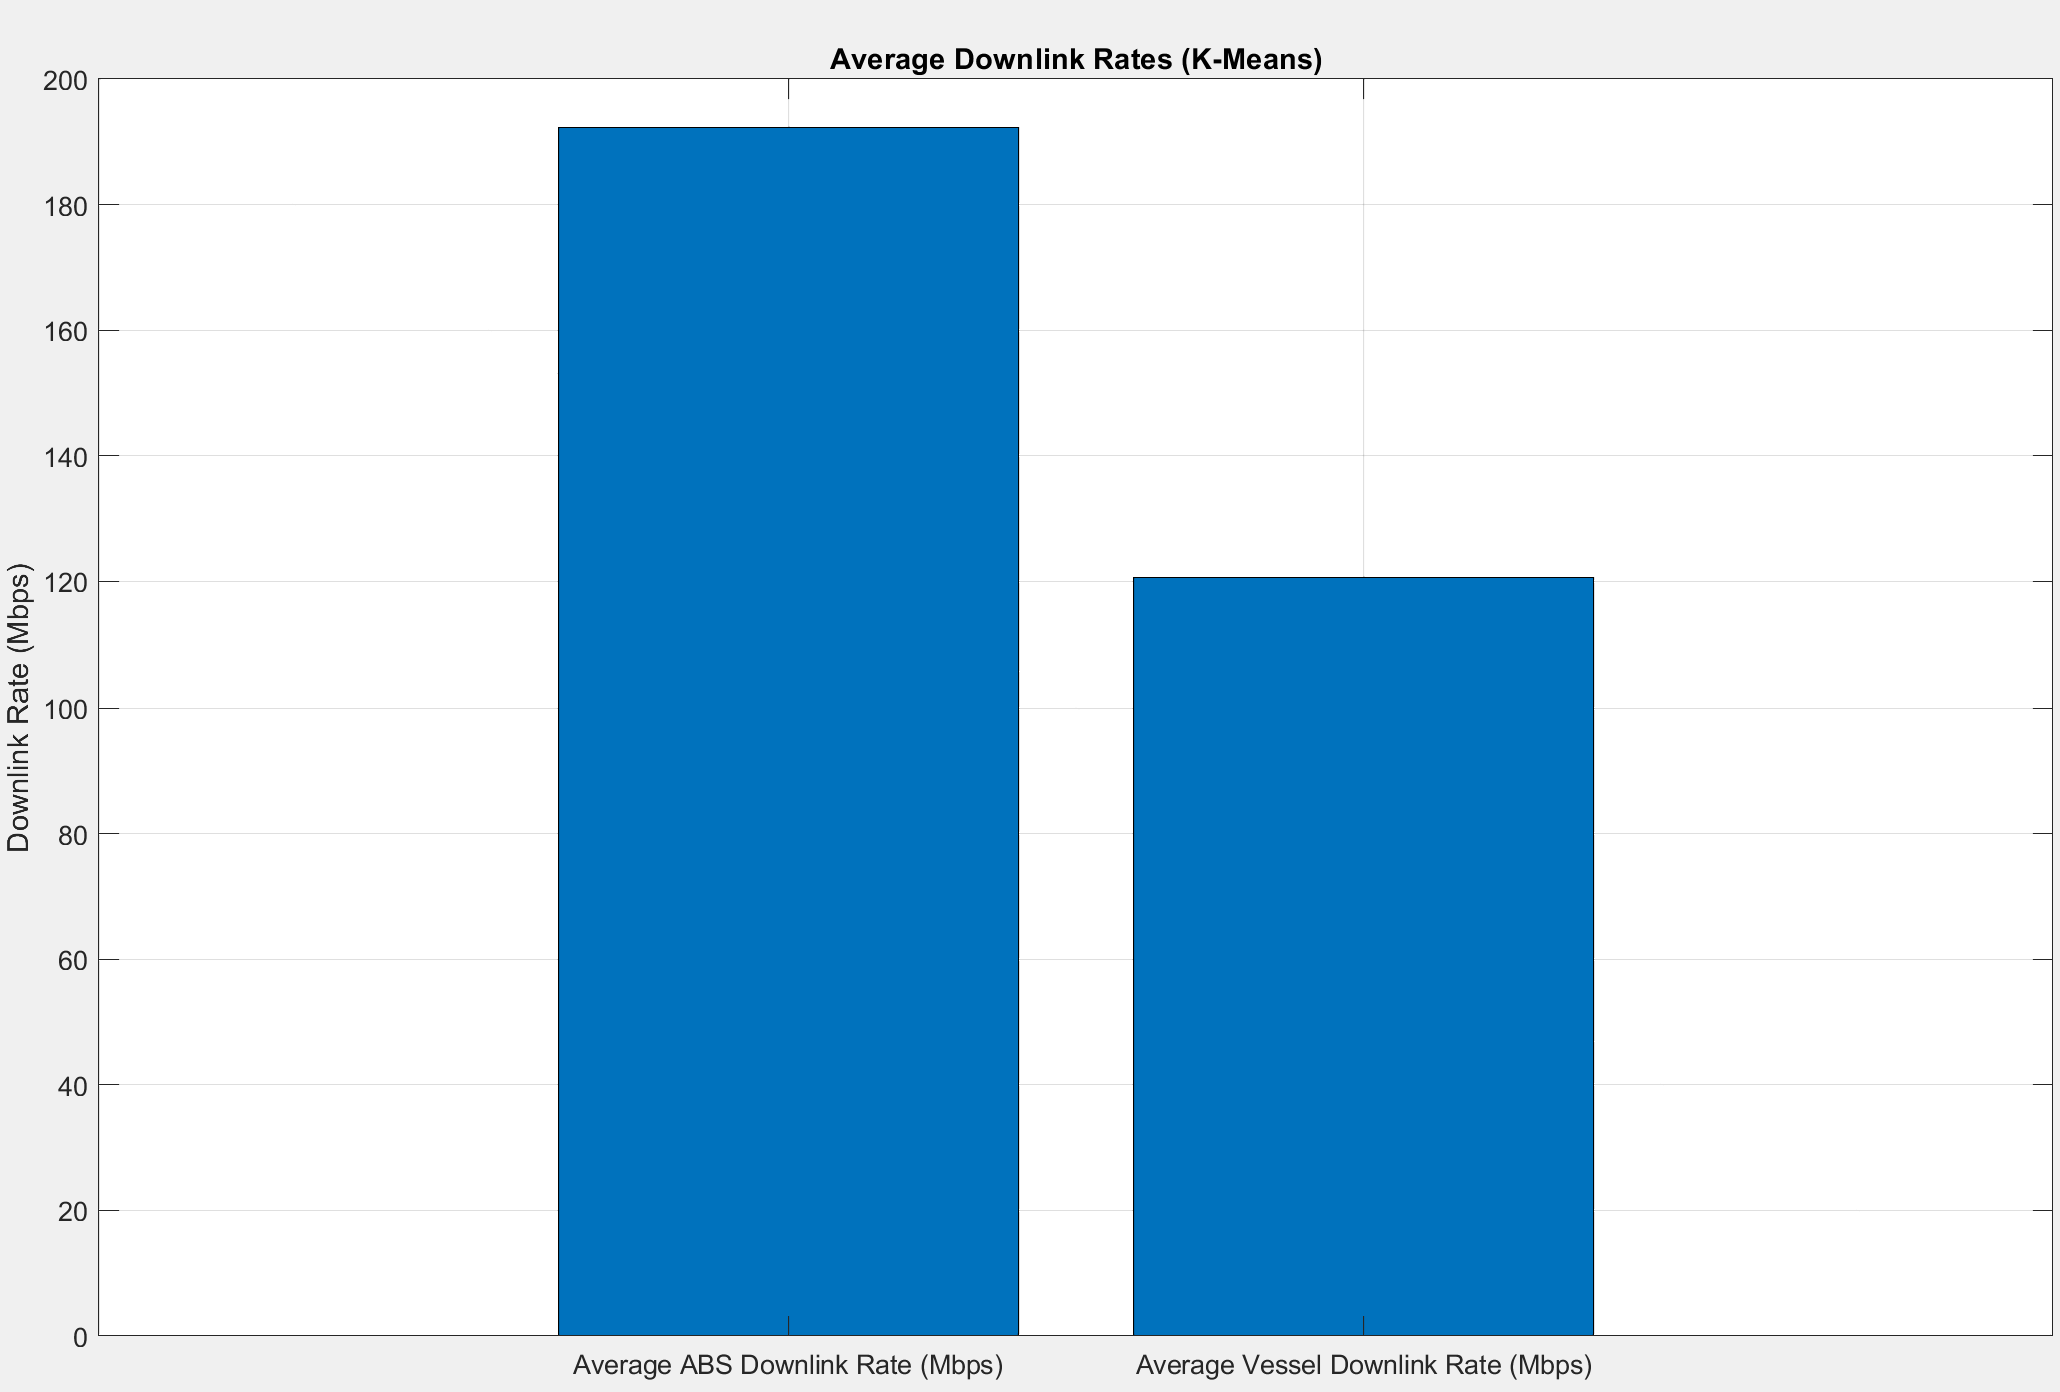 Average Downlink Rates (K-Means)
200
180
160
140
120
100
80
60
40
20
0
Downlink Rate (Mbps)
Average ABS Downlink Rate (Mbps)
Average Vessel Downlink Rate (Mbps)